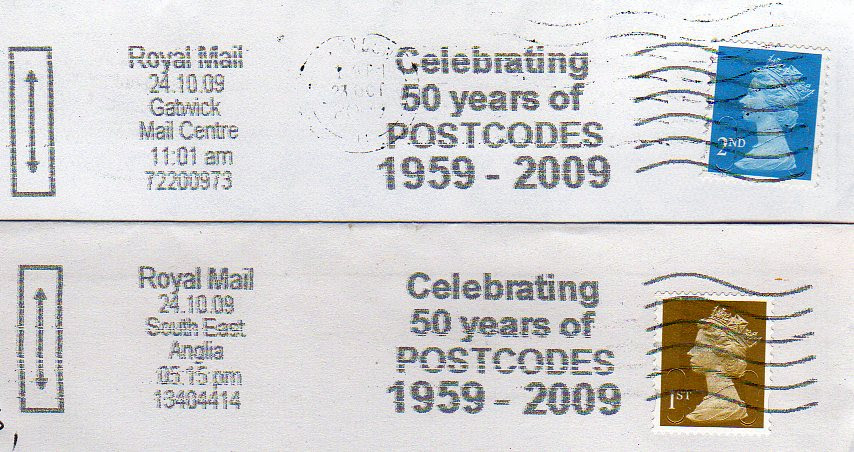 Royal Mail
24.10.09
Gatwick
Mail Centre
11:01 am
72200973
Celebrating
50 years of
POSTCODES
1959 - 2009
2ND
Royal Mail
24.10.09
South East
Anglia
05:15 pm
13404414
Celebrating
50 years of
POSTCODES
1959 - 2009
1ST